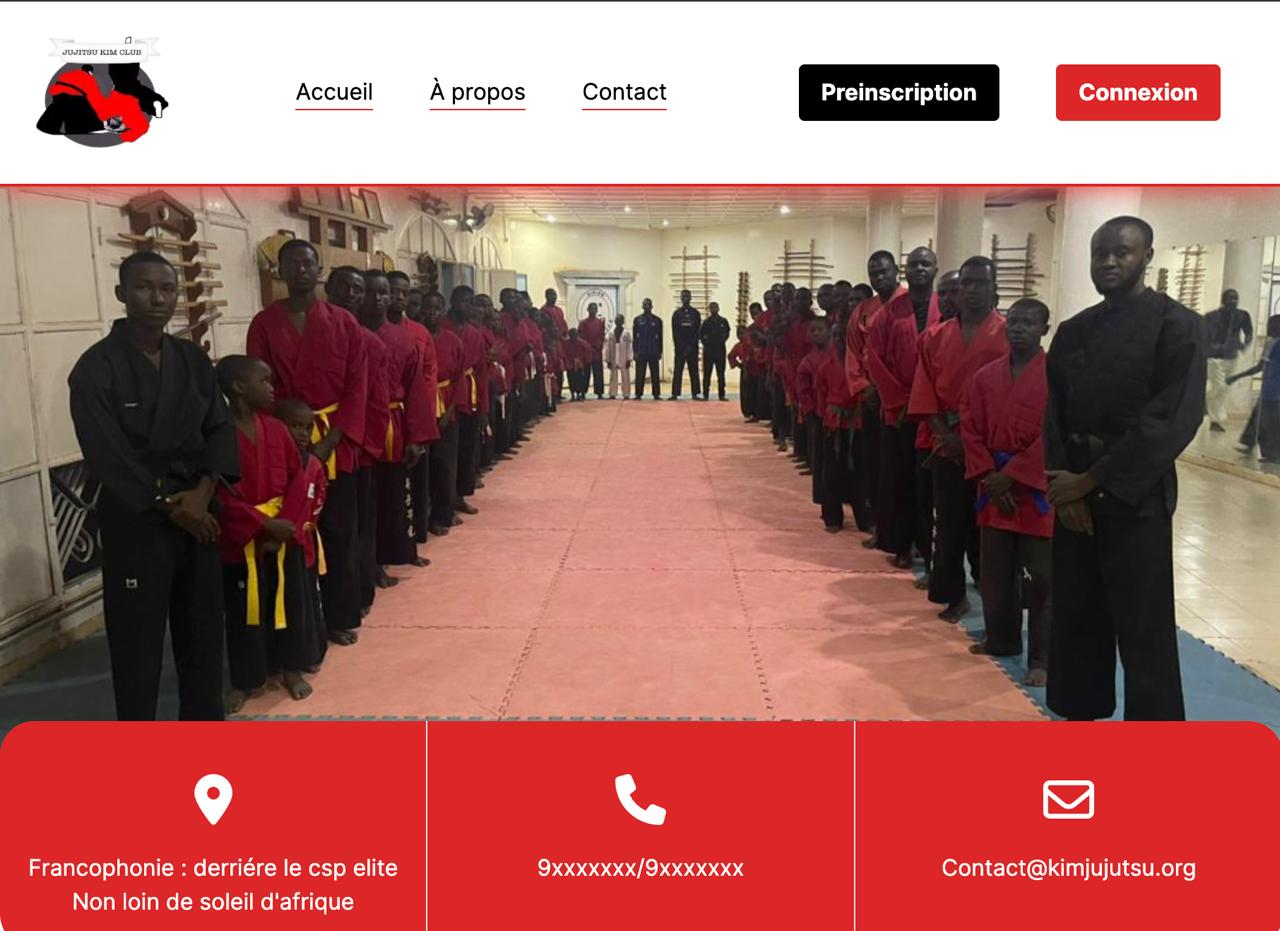 JUJITSU KIM CLUB
Accueil
À propos
Contact
Preinscription
Connexion
Francophonie : derriére le csp elite
Non loin de soleil d'afrique
9xxxxxxx/9xxxxxxx
Contact@kimjujutsu.org